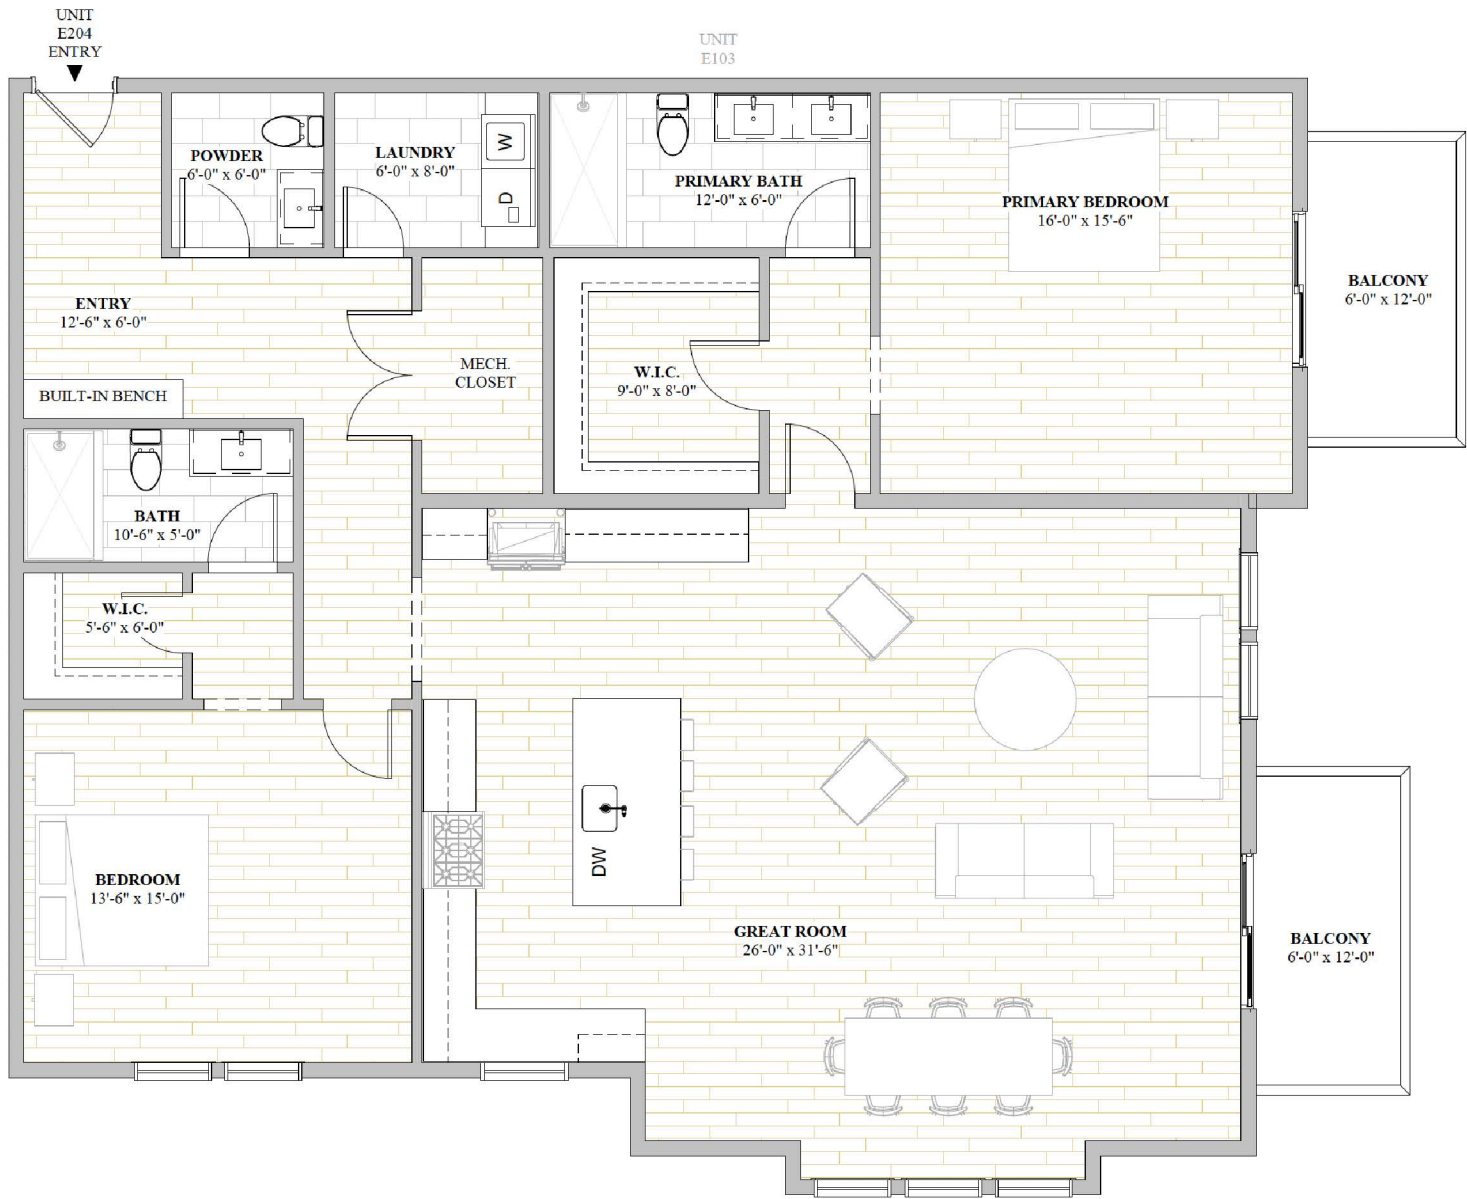 UNIT
E204
ENTRY
UNIT
E103
POWDER
6'-0" x 6'-0"
LAUNDRY
6'-0" x 8'-0"
W
D
PRIMARY BATH
12'-0" x 6'-0"
PRIMARY BEDROOM
16'-0" x 15'-6"
BALCONY
6'-0" x 12'-0"
ENTRY
12'-6" x 6'-0"
BUILT-IN BENCH
MECH.
CLOSET
W.I.C.
9'-0" x 8'-0"
BATH
10'-6" x 5'-0"
W.I.C.
5'-6" x 6'-0"
BEDROOM
13'-6" x 15'-0"
DW
GREAT ROOM
26'-0" x 31'-6"
BALCONY
6'-0" x 12'-0"